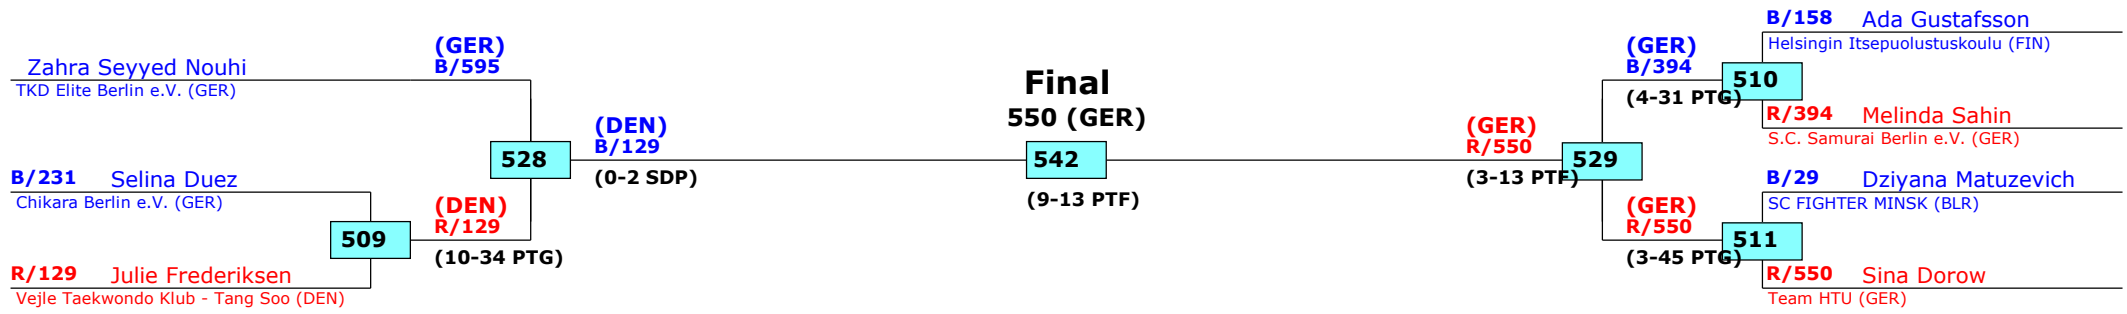 (GER)
B/595
Zahra Seyyed Nouhi
TKD Elite Berlin e.V. (GER)
528
(DEN)
B/129
(0-2 SDP)
B/231 Selina Duez
Chikara Berlin e.V. (GER)
509
(DEN)
R/129
(10-34 PTG)
R/129 Julie Frederiksen
Vejle Taekwondo Klub - Tang Soo (DEN)
Final
550 (GER)
542
(9-13 PTF)
(GER)
R/550
(3-13 PTF)
529
(GER)
B/394
(4-31 PTG)
510
B/158 Ada Gustafsson
Helsingin Itsepuolustuskoulu (FIN)
R/394 Melinda Sahin
S.C. Samurai Berlin e.V. (GER)
(GER)
R/550
(3-45 PTG)
511
B/29 Dziyana Matuzevich
SC FIGHTER MINSK (BLR)
R/550 Sina Dorow
Team HTU (GER)